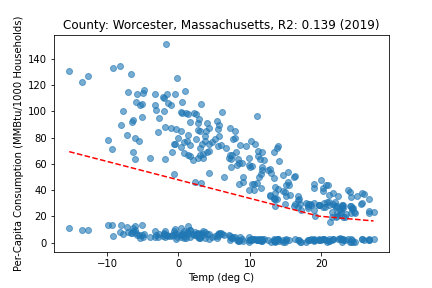 County: Worcester, Massachusetts, R2: 0.139 (2019)
Per-Capita Consumption (MMBtu/1000 Households)
140
120
100
80
60
40
20
0
−10 0 10 20
Temp (deg C)